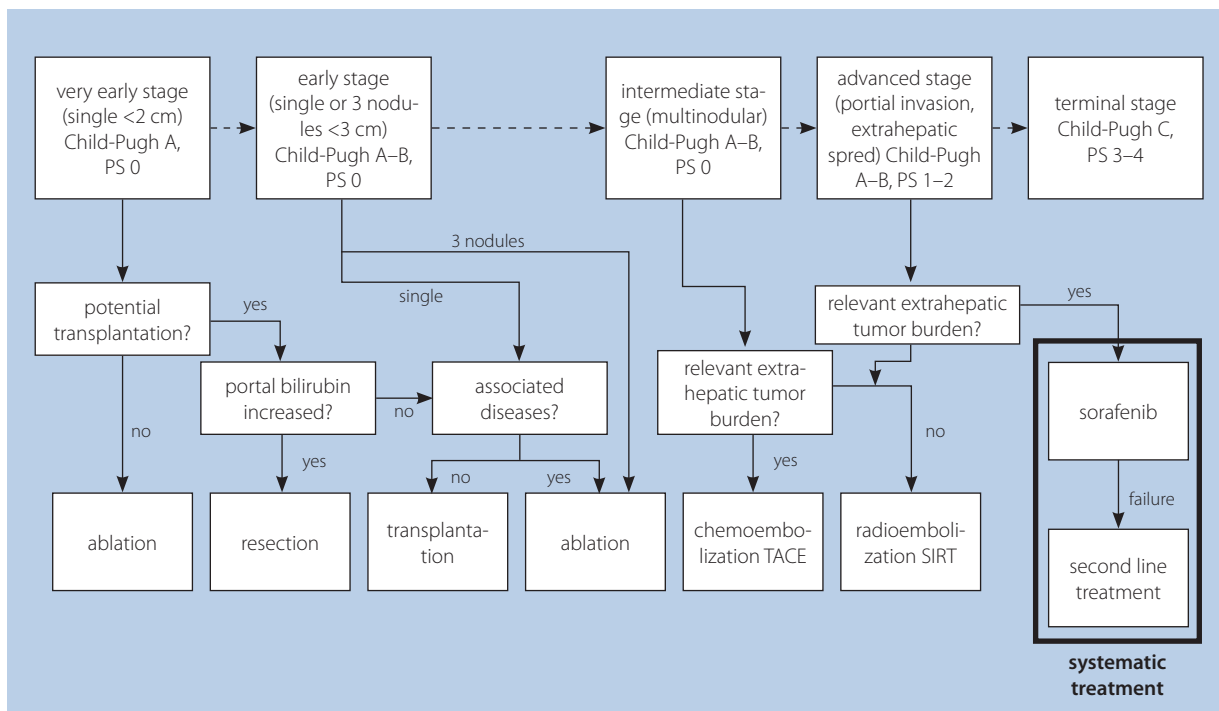 very early stage
(single <2 cm)
Child-Pugh A,
PS 0
early stage
(single or 3 nodu-
les <3 cm)
Child-Pugh A–B,
PS 0
intermediate sta-
ge (multinodular)
Child-Pugh A–B,
PS 0
advanced stage
(portial invasion,
extrahepatic
spred) Child-Pugh
A–B, PS 1–2
terminal stage
Child-Pugh C,
PS 3–4
3 nodules
single
potential
transplantation?
yes
relevant extrahepatic
tumor burden?
yes
portal bilirubin
increased?
no
associated
diseases?
relevant extra-
hepatic tumor
burden?
sorafenib
no
yes
no
yes
yes
no
failure
ablation
resection
transplanta-
tion
ablation
chemoembo-
lization TACE
radioemboli-
zation SIRT
second line
treatment
systematic
treatment